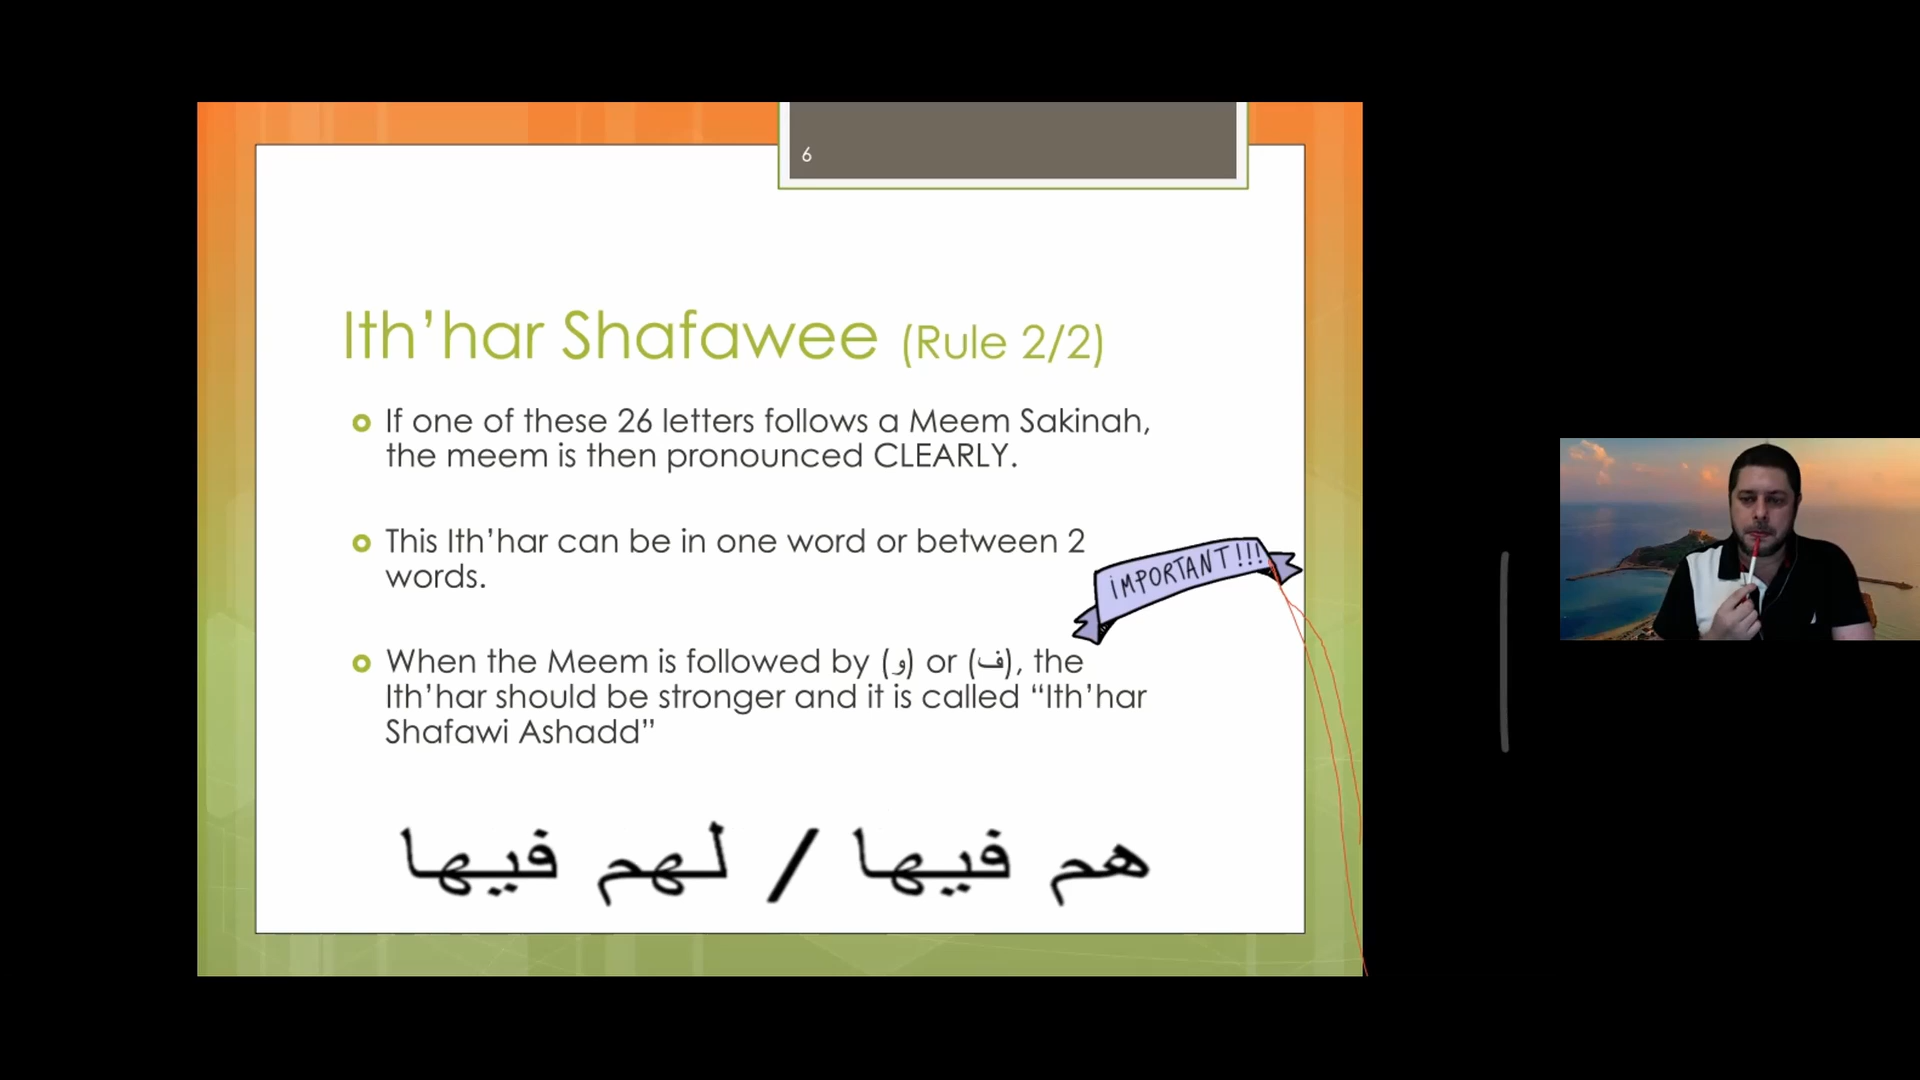 6
Ith’har Shafawee (Rule 2/2)
If one of these 26 letters follows a Meem Sakinah,
the meem is then pronounced CLEARLY.
This Ith’har can be in one word or between 2
words.
iMPORTANT!!!
When the Meem is followed by (و) or (ف), the
Ith’har should be stronger and it is called “Ith’har
Shafawi Ashadd”
هم فيها / لهم فيها